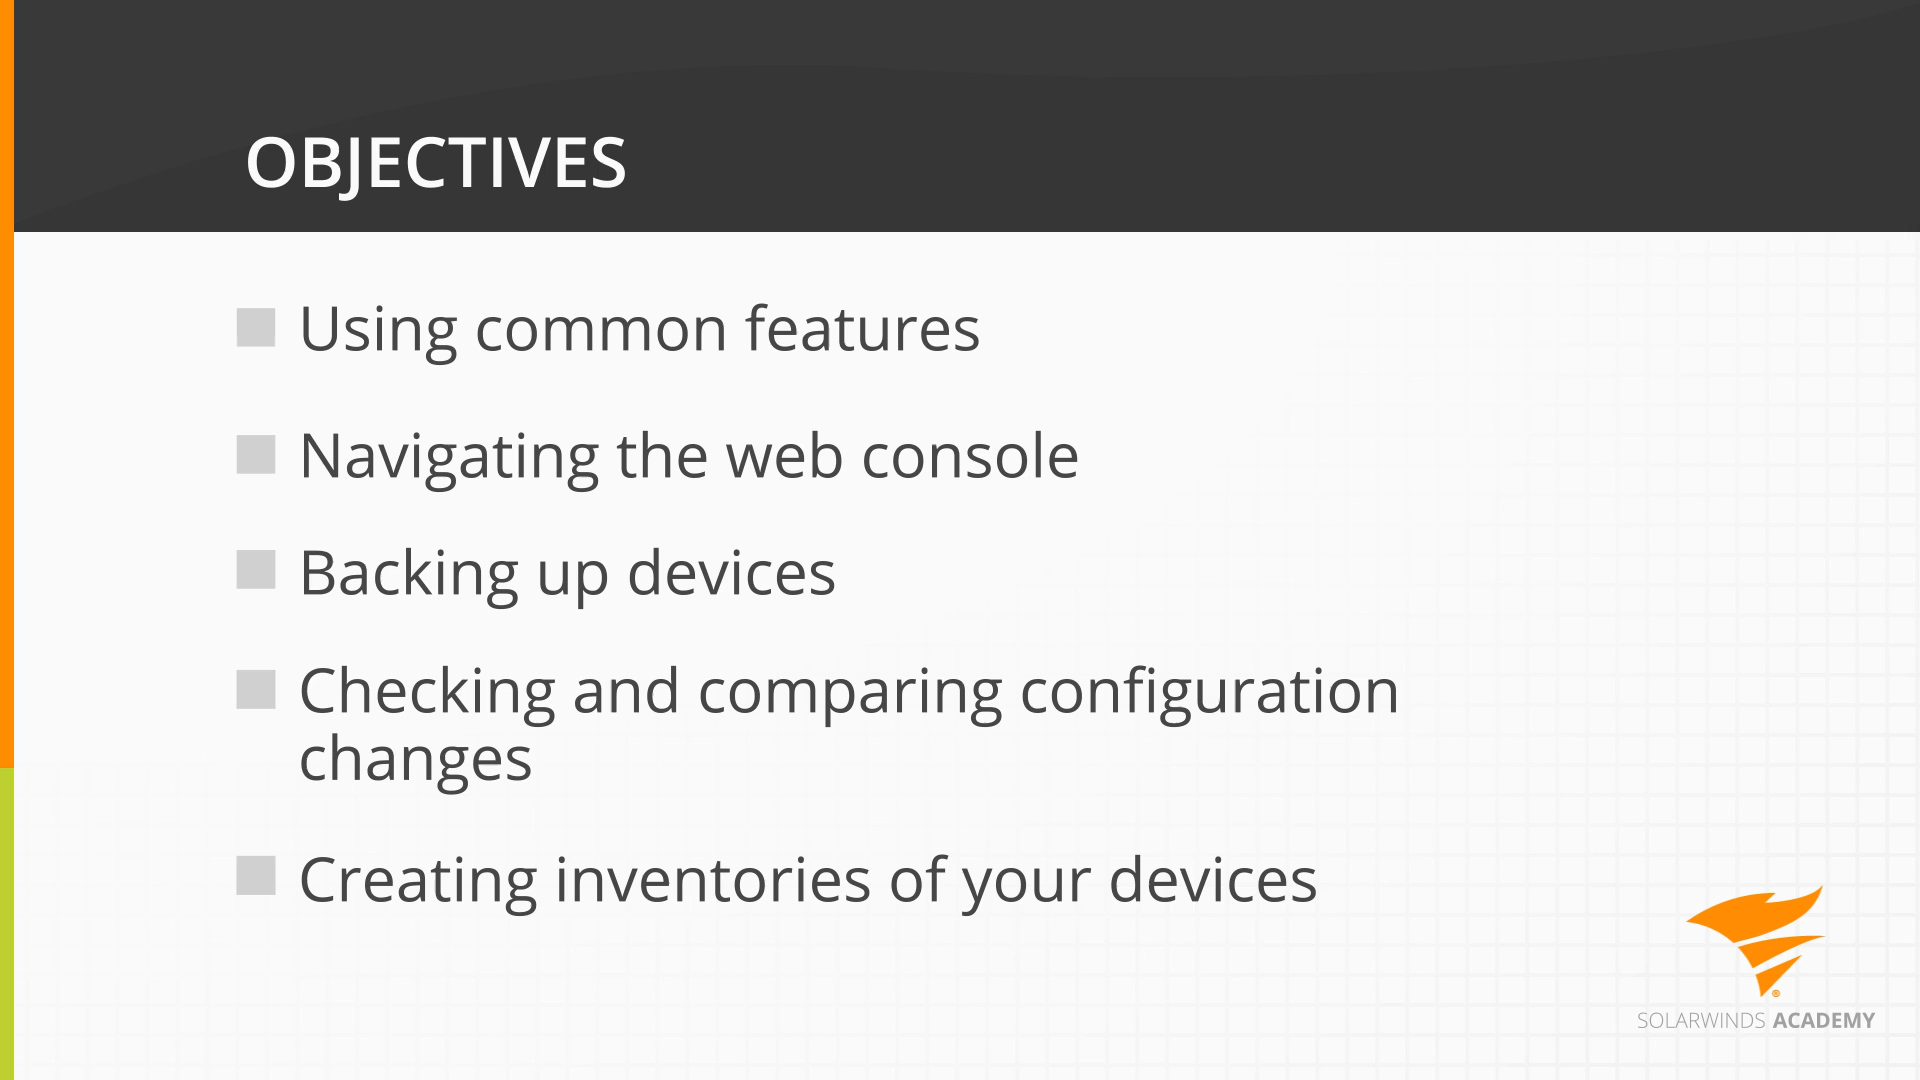 OBJECTIVES
Using common features
Navigating the web console
Backing up devices
Checking and comparing configuration
changes
Creating inventories of your devices
®
SOLARWINDS ACADEMY